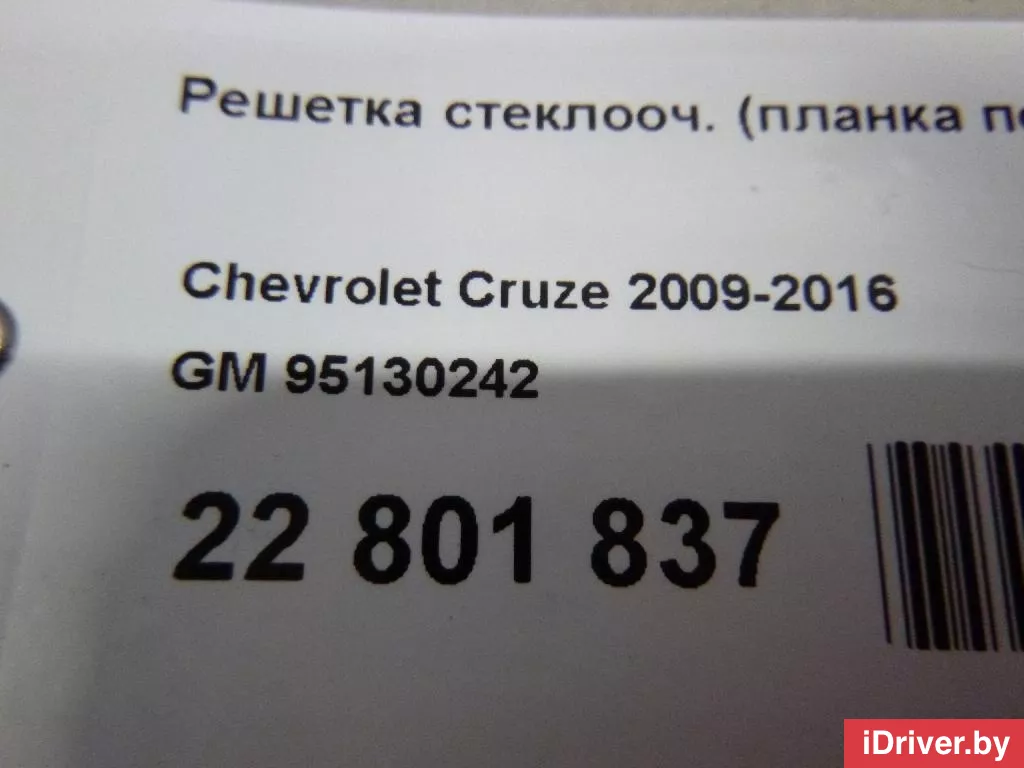 Решетка стеклооч. (планка
Chevrolet Cruze 2009-2016
GM 95130242
22 801 837
iDriver.by